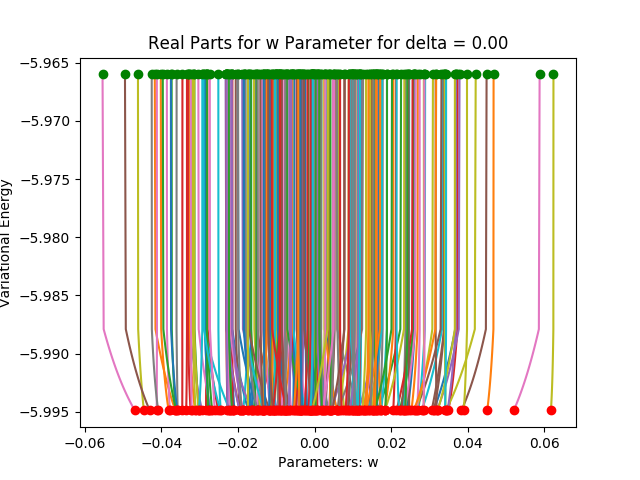 Real Parts for w Parameter for delta = 0.00
Variational Energy
−5.965
−5.970
−5.975
−5.980
−5.985
−5.990
−5.995
−0.06 −0.04 −0.02 0.00 0.02 0.04 0.06
Parameters: w